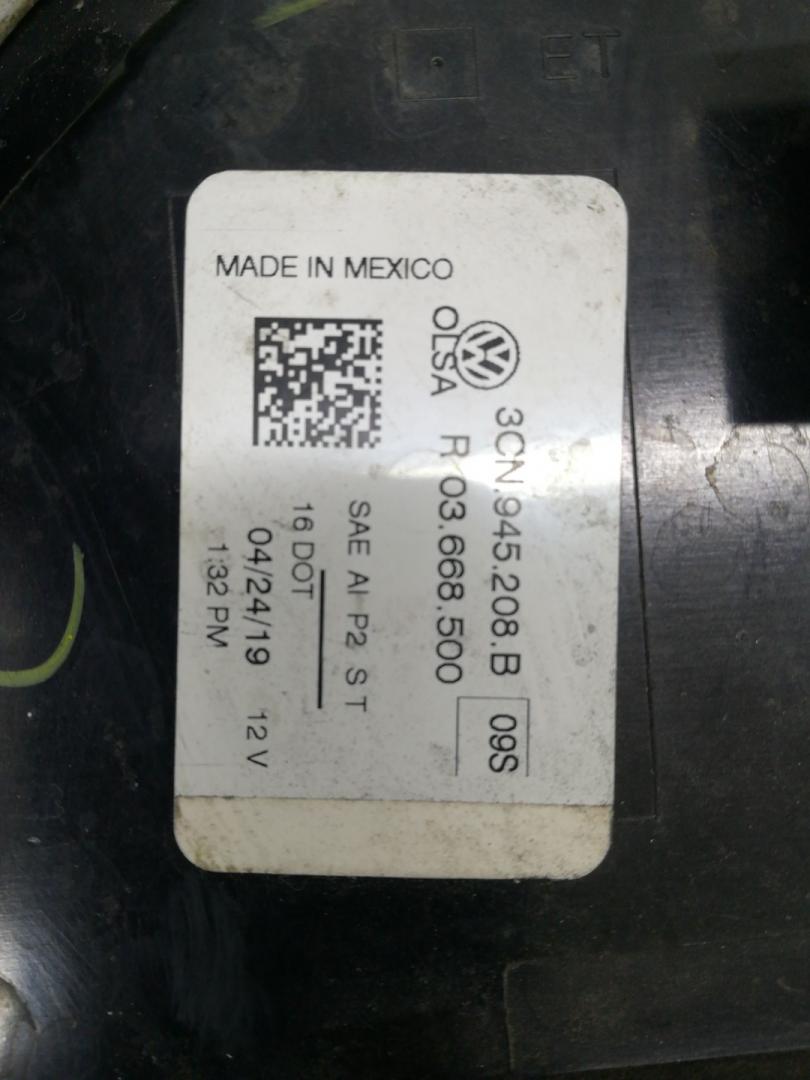 ET
MADE IN MEXICO
3CN.945.208.B 09S
OLSA R 03.668.500
SAE AI P2 S T
16 DOT
04/24/19 12 V
1:32 PM